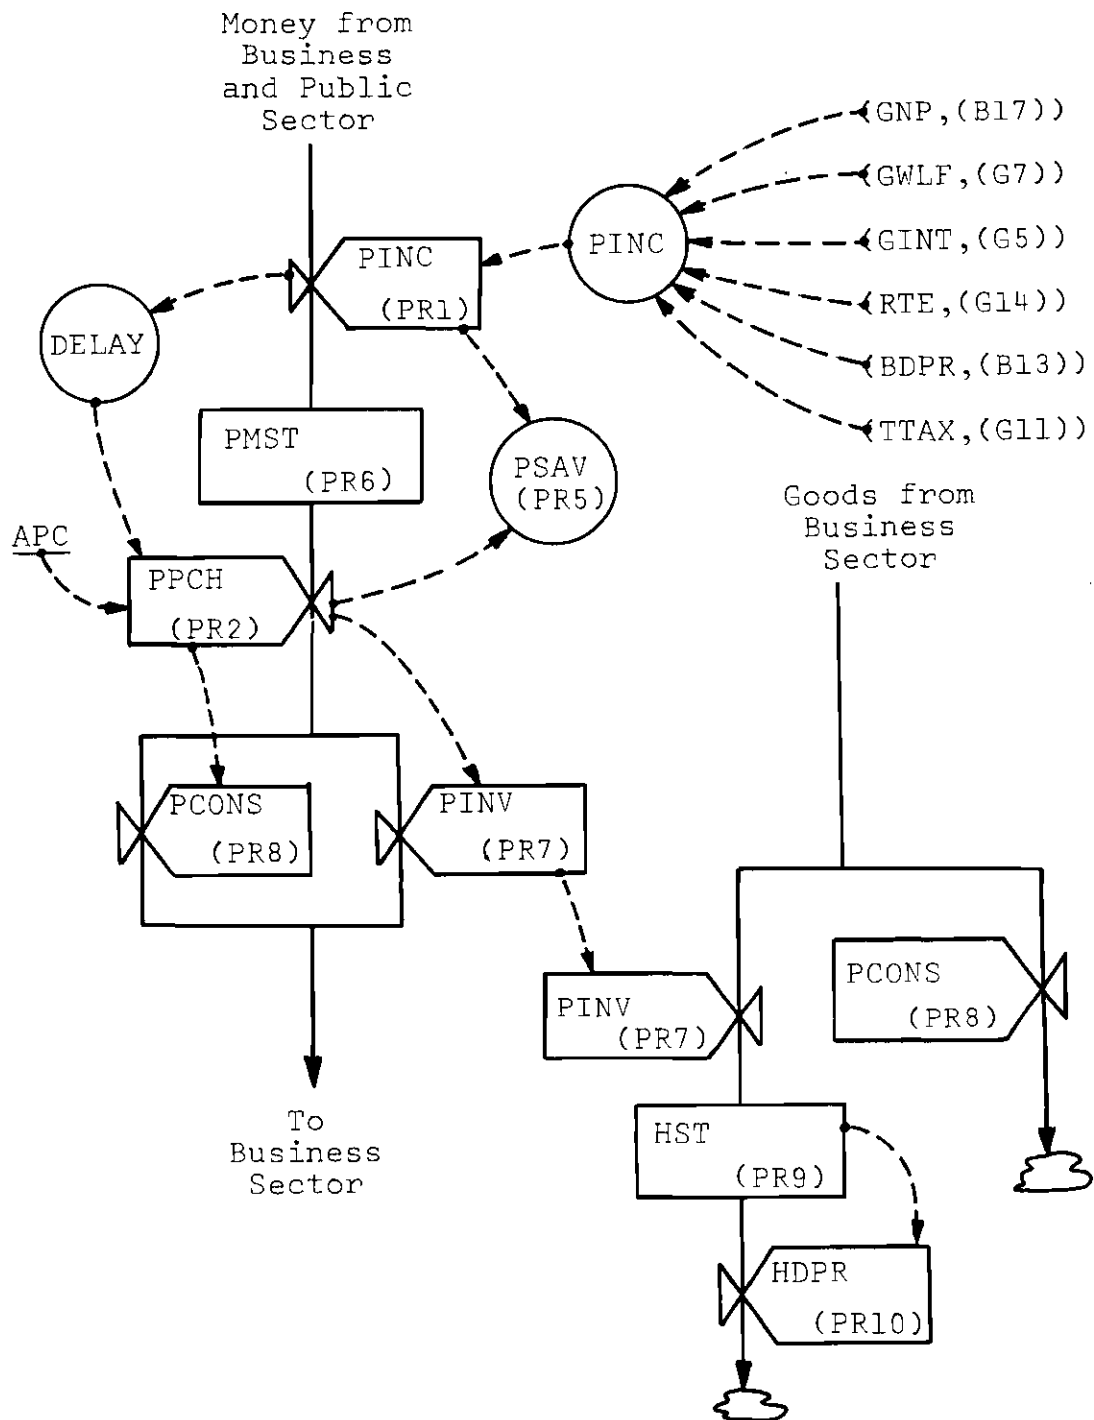 Money from
Business
and Public
Sector
(GNP,(B17))
(GWLF,(G7))
PINC
(PR1)
PINC
(GINT,(G5))
(RTE,(G14))
DELAY
(BDPR,(B13))
(TTAX,(G11))
PMST
(PR6)
PSAV
(PR5)
Goods from
Business
Sector
APC
PPCH
(PR2)
PCONS
(PR8)
PINV
(PR7)
PINV
(PR7)
PCONS
(PR8)
To
Business
Sector
HST
(PR9)
HDPR
(PR10)